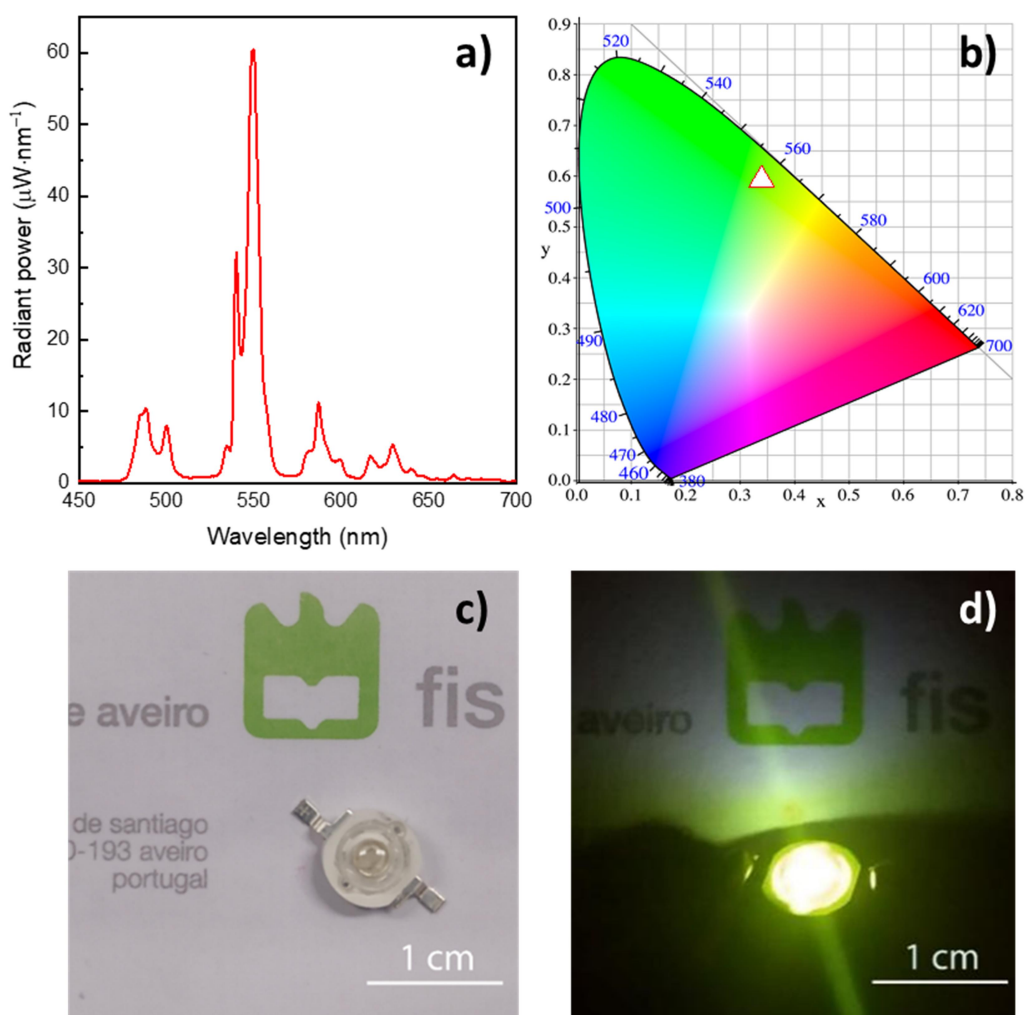 a)
Radiant power (μW·nm⁻¹)
60
50
40
30
20
10
0
450 500 550 600 650 700
Wavelength (nm)
b)
y
0.9
0.8
0.7
0.6
0.5
0.4
0.3
0.2
0.1
0.0
0.0 0.1 0.2 0.3 0.4 0.5 0.6 0.7 0.8
x
520
540
560
580
600
620
700
500
490
480
470
460
380
c)
e aveiro
fis
de santiago
0-193 aveiro
portugal
1 cm
d)
aveiro
fis
1 cm